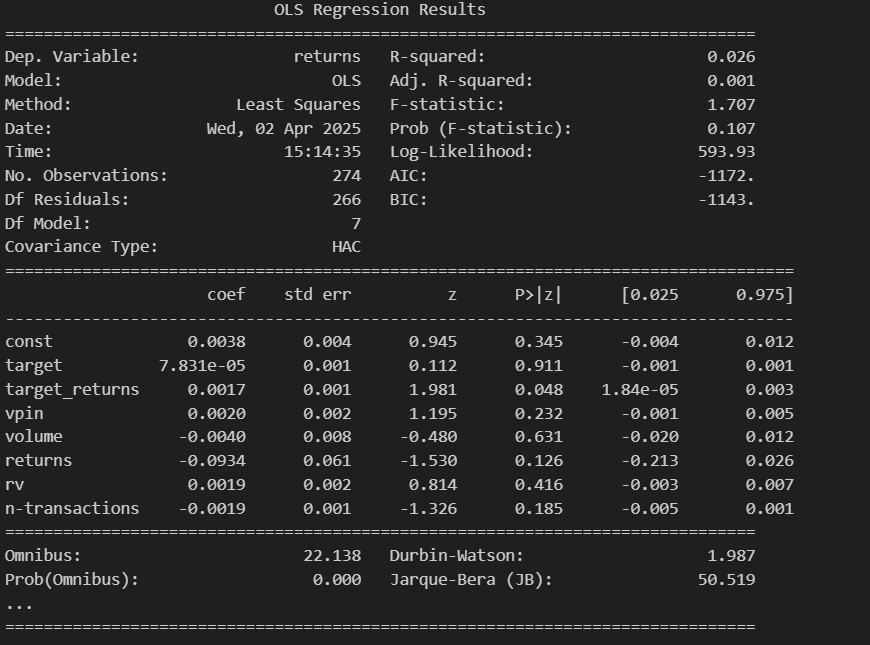 OLS Regression Results
==============================================================================
Dep. Variable:                returns   R-squared:                       0.026
Model:                            OLS   Adj. R-squared:                  0.001
Method:                 Least Squares   F-statistic:                     1.707
Date:                Wed, 02 Apr 2025   Prob (F-statistic):              0.107
Time:                        15:14:35   Log-Likelihood:                 593.93
No. Observations:                 274   AIC:                            -1172.
Df Residuals:                     266   BIC:                            -1143.
Df Model:                           7
Covariance Type:                  HAC
==================================================================================
                     coef    std err          z      P>|z|      [0.025      0.975]
----------------------------------------------------------------------------------
const              0.0038      0.004      0.945      0.345      -0.004       0.012
target          7.831e-05      0.001      0.112      0.911      -0.001       0.001
target_returns     0.0017      0.001      1.981      0.048    1.84e-05       0.003
vpin               0.0020      0.002      1.195      0.232      -0.001       0.005
volume            -0.0040      0.008     -0.480      0.631      -0.020       0.012
returns           -0.0934      0.061     -1.530      0.126      -0.213       0.026
rv                 0.0019      0.002      0.814      0.416      -0.003       0.007
n-transactions    -0.0019      0.001     -1.326      0.185      -0.005       0.001
==============================================================================
Omnibus:                       22.138   Durbin-Watson:                   1.987
Prob(Omnibus):                  0.000   Jarque-Bera (JB):               50.519
...
==============================================================================